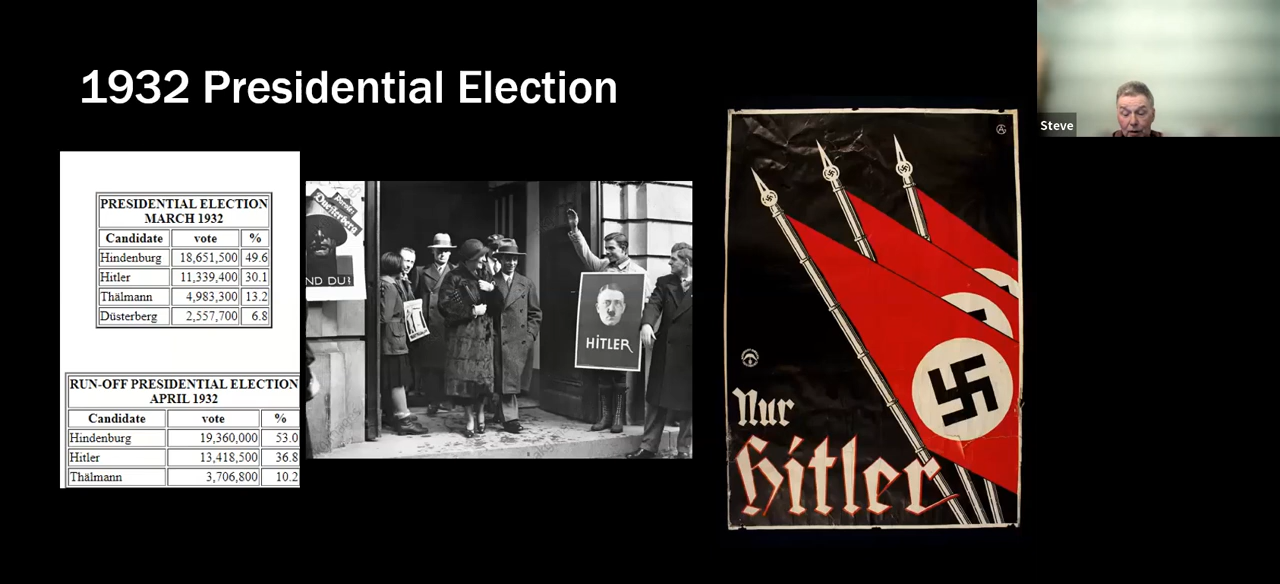 1932 Presidential Election
Steve
PRESIDENTIAL ELECTION
MARCH 1932
Candidate vote %
Hindenburg 18,651,500 49.6
Hitler 11,339,400 30.1
Thälmann 4,983,300 13.2
Düsterberg 2,557,700 6.8
RUN-OFF PRESIDENTIAL ELECTION
APRIL 1932
Candidate vote %
Hindenburg 19,360,000 53.0
Hitler 13,418,500 36.8
Thälmann 3,706,800 10.2
Duesterberg
ND DU?
HITLER
Nur
Hitler